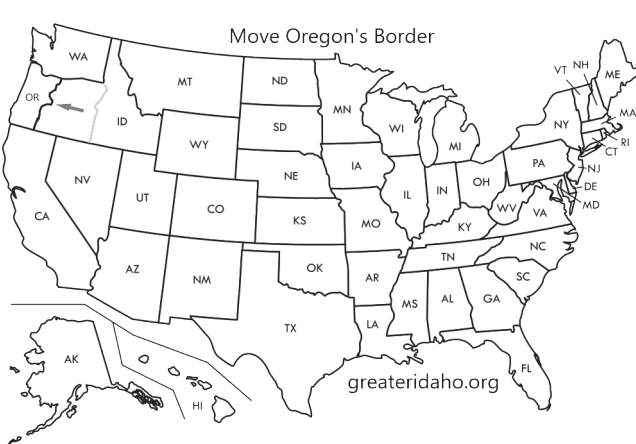 Move Oregon's Border
WA
OR
ID
MT
ND
MN
SD
WY
WI
MI
VT
NH
ME
MA
NY
RI
CT
PA
NJ
DE
MD
NV
UT
CO
NE
IA
IL
IN
OH
WV
VA
KY
CA
KS
MO
AZ
NM
OK
AR
TN
NC
SC
MS
AL
GA
TX
LA
FL
AK
HI
greateridaho.org